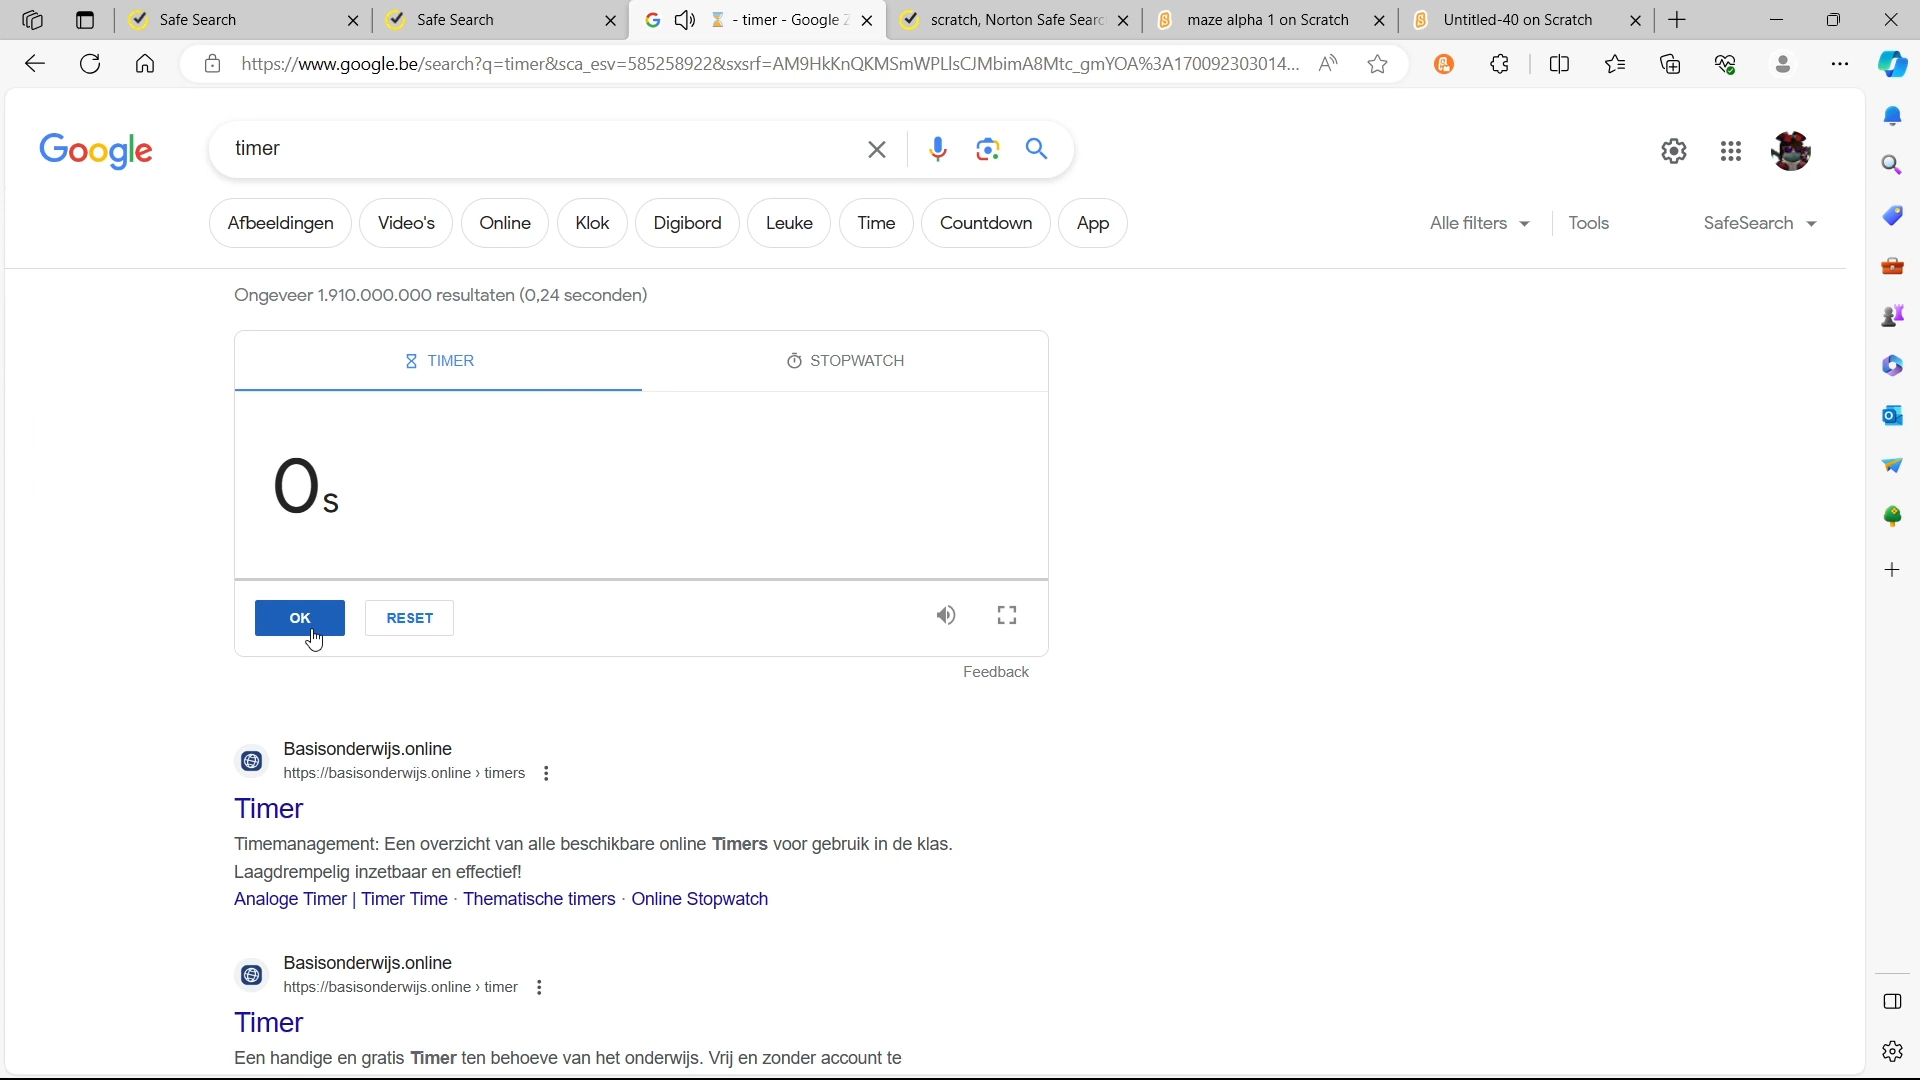 Safe Search
Safe Search
- timer - Google Z
scratch, Norton Safe Searc
maze alpha 1 on Scratch
Untitled-40 on Scratch
https://www.google.be/search?q=timer&sca_esv=585258922&sxsrf=AM9HkKnQKMSmWPLlsCJMbimA8Mtc_gmYOA%3A170092303014...
Google
timer
Afbeeldingen
Video's
Online
Klok
Digibord
Leuke
Time
Countdown
App
Alle filters
Tools
SafeSearch
Ongeveer 1.910.000.000 resultaten (0,24 seconden)
TIMER
STOPWATCH
0s
OK
RESET
Feedback
Basisonderwijs.online
https://basisonderwijs.online › timers
Timer
Timemanagement: Een overzicht van alle beschikbare online Timers voor gebruik in de klas.
Laagdrempelig inzetbaar en effectief!
Analoge Timer | Timer Time · Thematische timers · Online Stopwatch
Basisonderwijs.online
https://basisonderwijs.online › timer
Timer
Een handige en gratis Timer ten behoeve van het onderwijs. Vrij en zonder account te